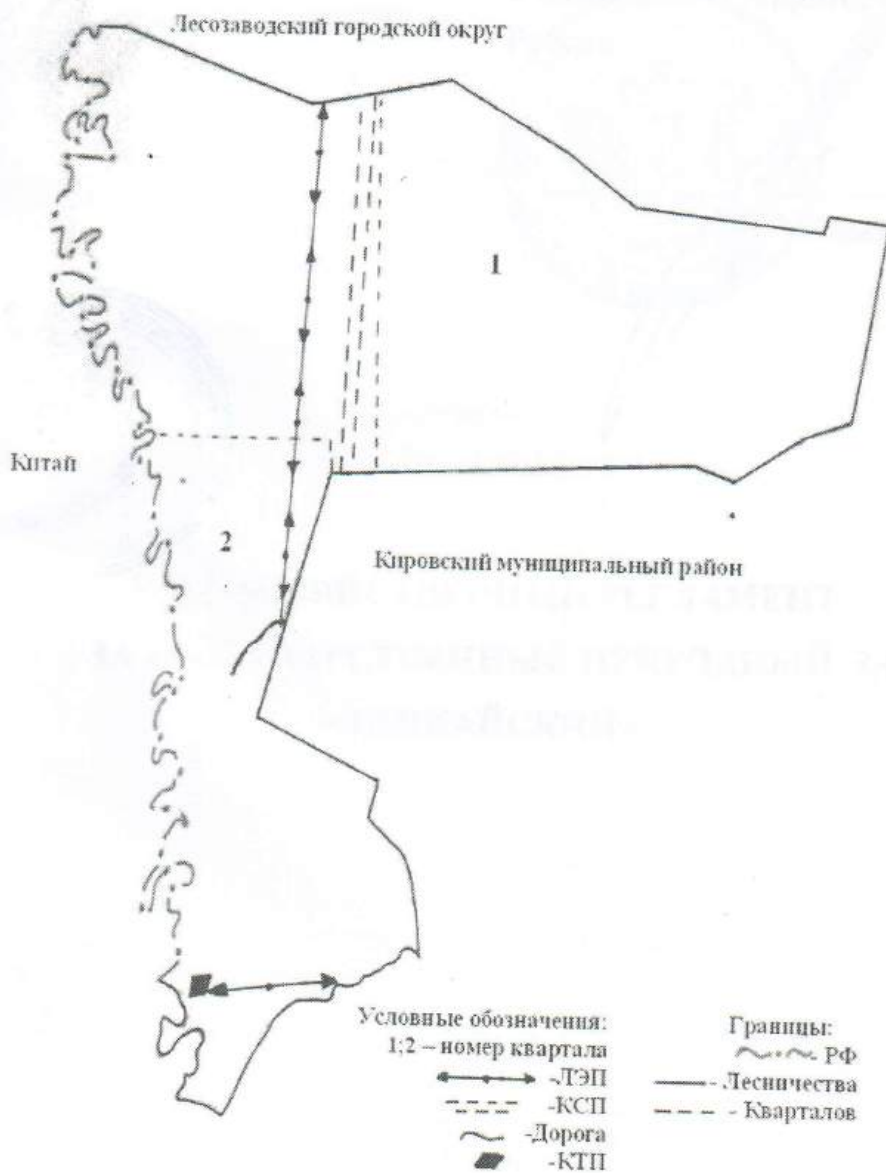 Лесозаводский городской округ
1
Китай
2
Кировский муниципальный район
Условные обозначения:
1;2 – номер квартала
-ЛЭП
-КСП
-Дорога
-КТП
Границы:
- РФ
- Лесничества
- Кварталов